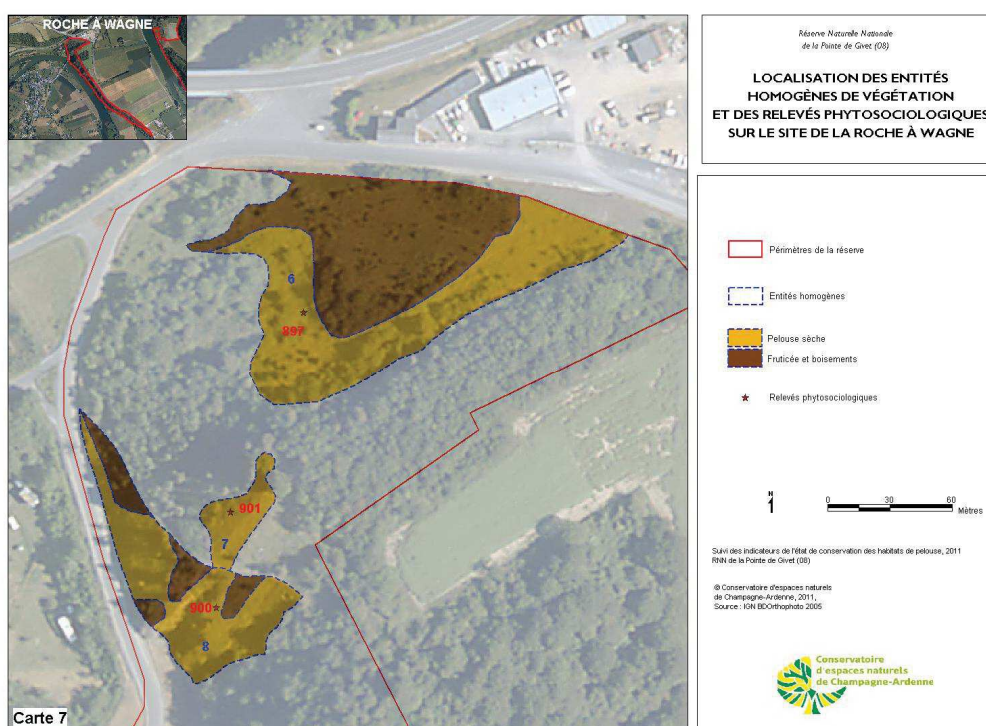 ROCHE À WAGNE
6
897
901
7
900
8
Carte 7
Réserve Naturelle Nationale
de la Pointe de Givet (08)
LOCALISATION DES ENTITÉS
HOMOGÈNES DE VÉGÉTATION
ET DES RELEVÉS PHYTOSOCIOLOGIQUES
SUR LE SITE DE LA ROCHE À WAGNE
Périmètres de la réserve
Entités homogènes
Pelouse sèche
Fruticée et boisements
Relevés phytosociologiques
N
0 30 60
Mètres
Suivi des indicateurs de l'état de conservation des habitats de pelouse, 2011
RNN de la Pointe de Givet (08)
© Conservatoire d'espaces naturels
de Champagne-Ardenne, 2011,
Source : IGN BDOrthophoto 2005
Conservatoire
d'espaces naturels
de Champagne-Ardenne